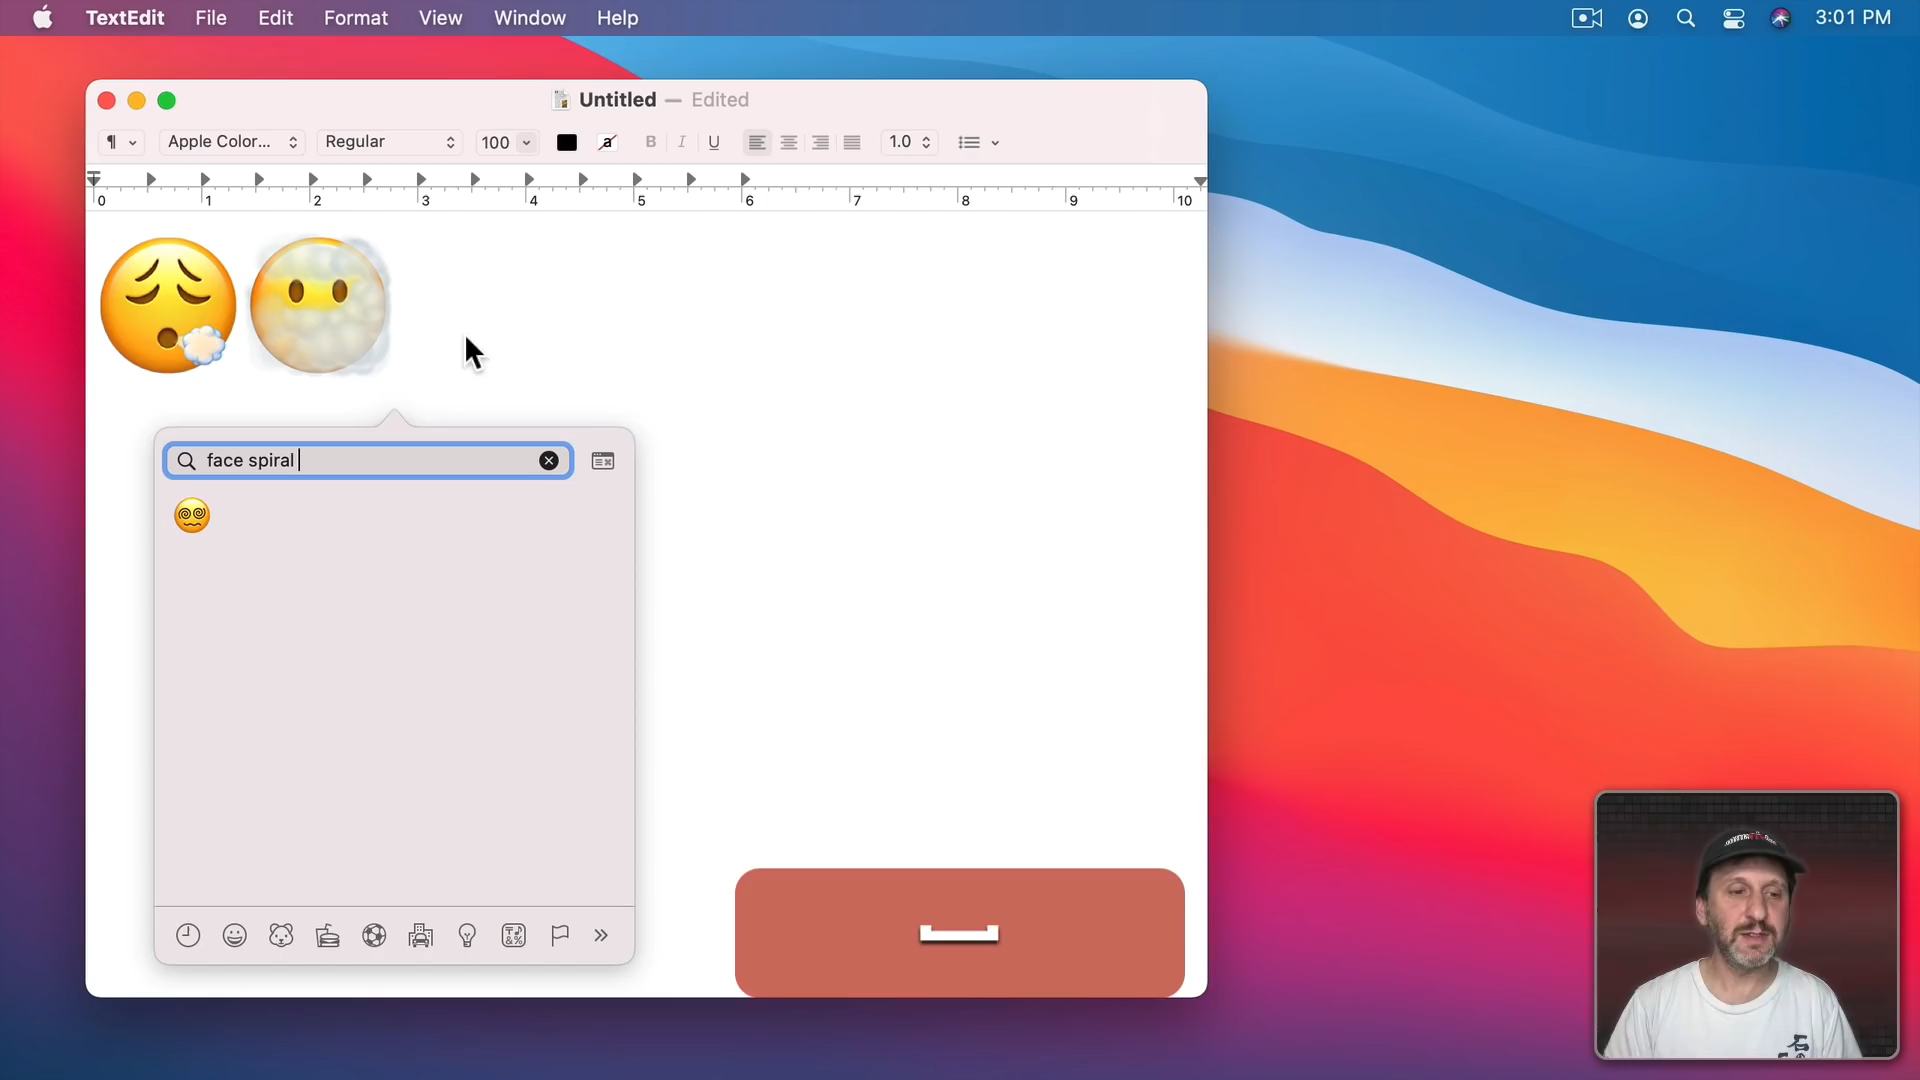 TextEdit File Edit Format View Window Help 3:01 PM
Untitled — Edited
¶ Apple Color... Regular 100 a B I U 1.0
0 1 2 3 4 5 6 7 8 9 10
face spiral